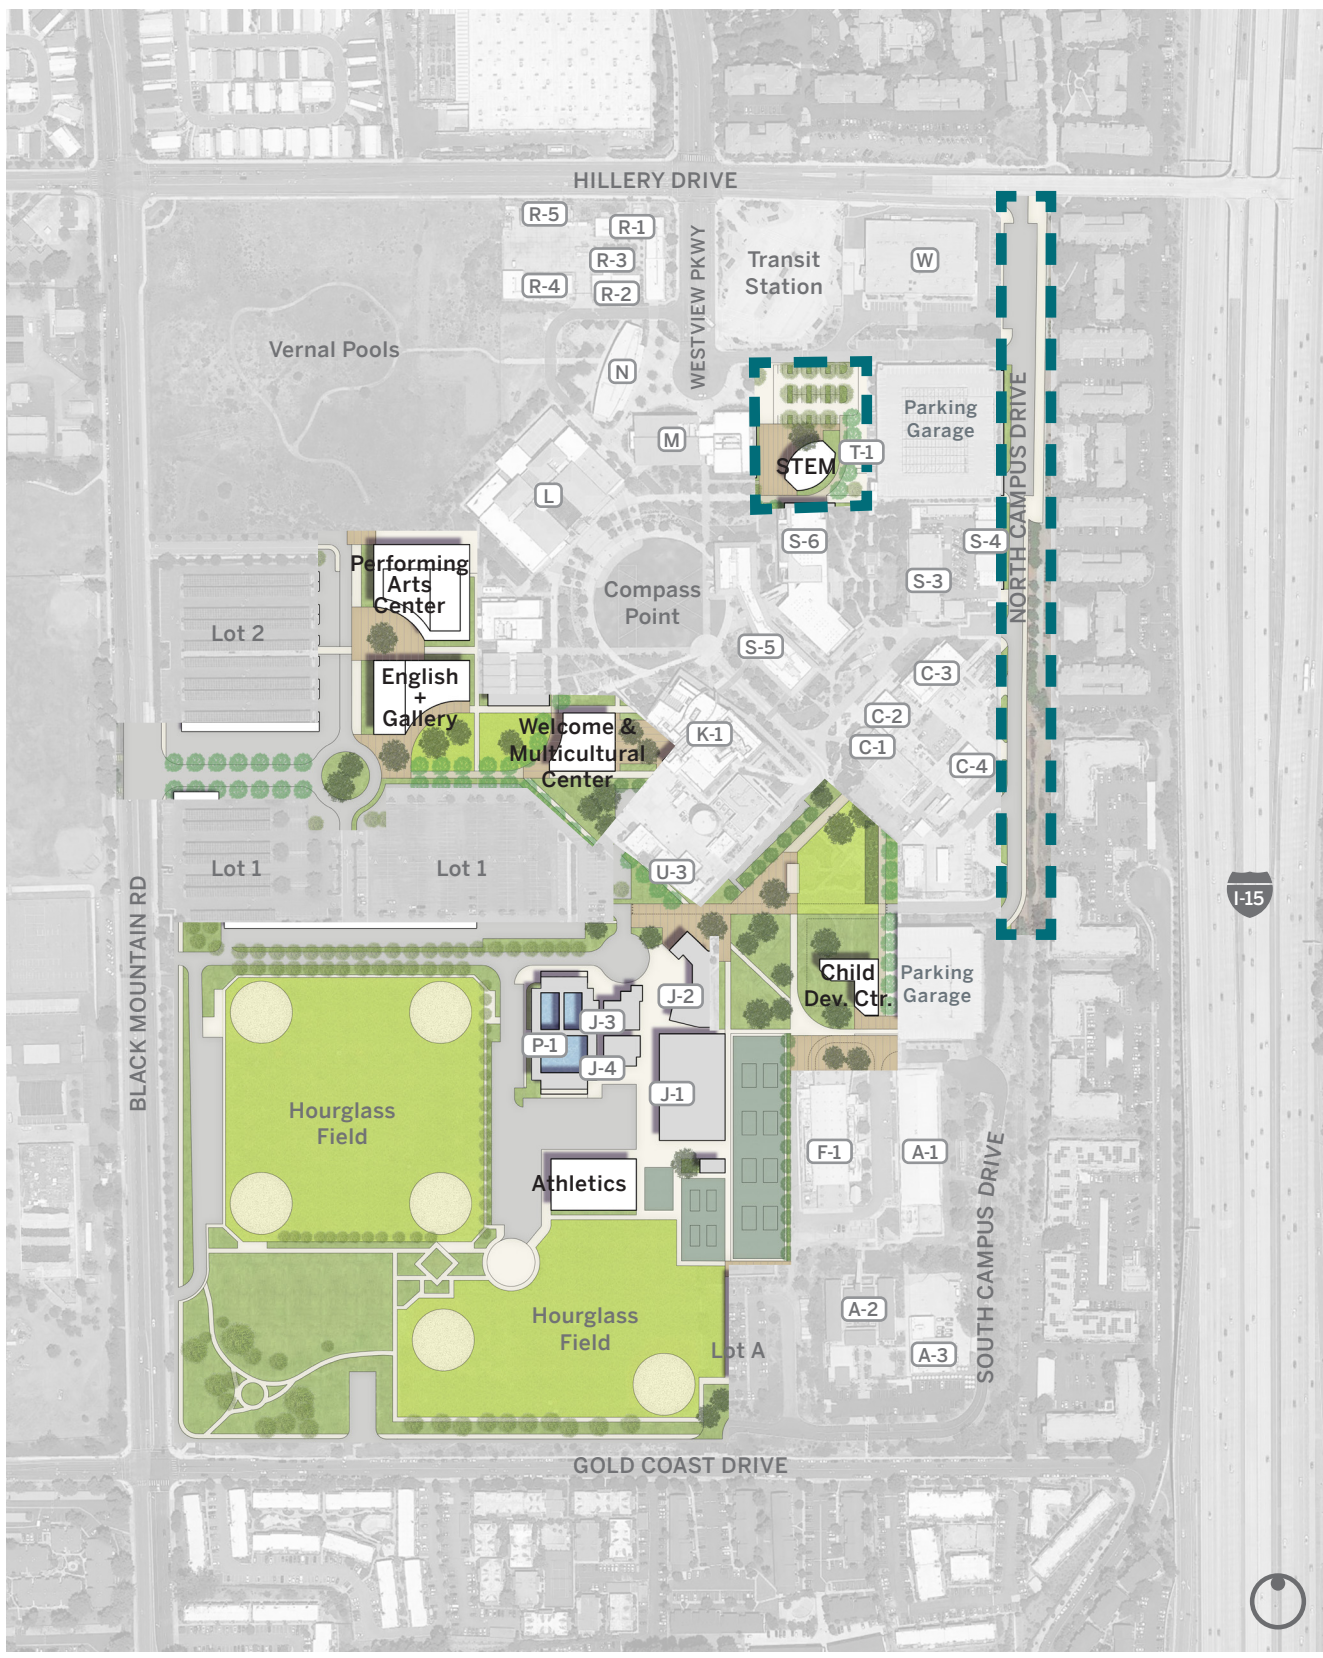 HILLERY DRIVE
R-5
R-1
R-3
R-4
R-2
WESTVIEW PKWY
Transit
Station
W
Vernal Pools
N
M
Parking
Garage
NORTH CAMPUS DRIVE
STEM
T-1
L
S-6
S-4
S-3
Performing
Arts
Center
Compass
Point
Lot 2
S-5
English
+
Gallery
C-3
C-2
C-1
C-4
Welcome &
Multicultural
Center
K-1
Lot 1
Lot 1
U-3
I-15
BLACK MOUNTAIN RD
Child
Dev. Ctr.
Parking
Garage
J-2
J-3
P-1
J-4
J-1
Hourglass
Field
F-1
A-1
Athletics
SOUTH CAMPUS DRIVE
Hourglass
Field
A-2
A-3
Lot A
GOLD COAST DRIVE